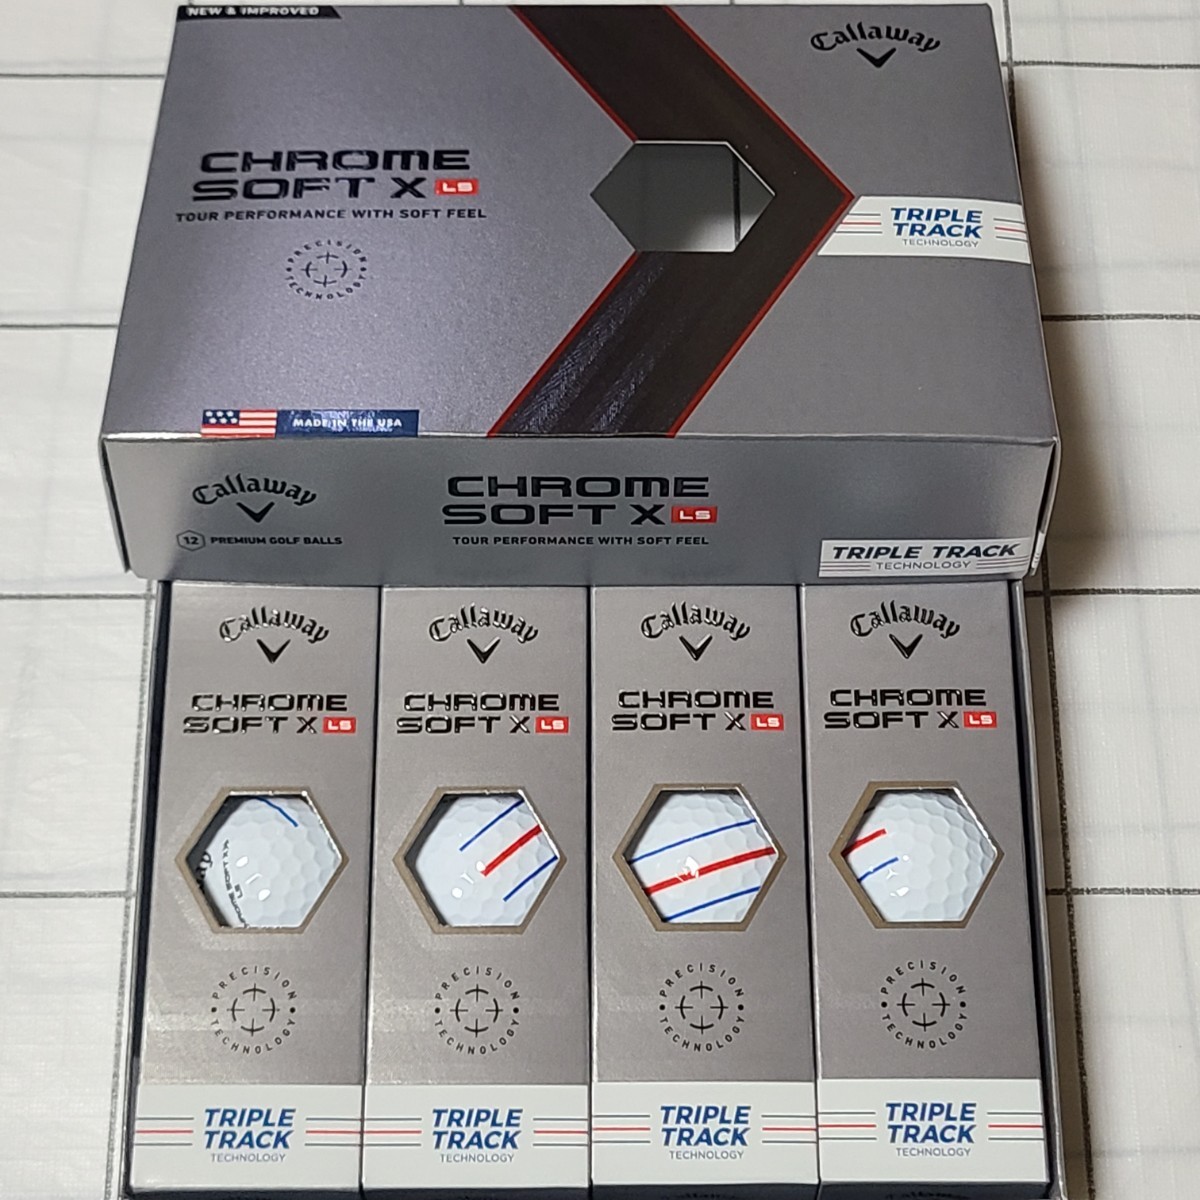 NEW & IMPROVED
Callaway
CHROME
SOFT X LS
TOUR PERFORMANCE WITH SOFT FEEL
PRECISION
TECHNOLOGY
TRIPLE
TRACK
TECHNOLOGY
MADE IN THE USA
Callaway
12 PREMIUM GOLF BALLS
CHROME
SOFT X LS
TOUR PERFORMANCE WITH SOFT FEEL
TRIPLE TRACK
TECHNOLOGY
Callaway
CHROME
SOFT X LS
PRECISION
TECHNOLOGY
TRIPLE
TRACK
TECHNOLOGY
Callaway
CHROME
SOFT X LS
PRECISION
TECHNOLOGY
TRIPLE
TRACK
TECHNOLOGY
Callaway
CHROME
SOFT X LS
PRECISION
TECHNOLOGY
TRIPLE
TRACK
TECHNOLOGY
Callaway
CHROME
SOFT X LS
PRECISION
TECHNOLOGY
TRIPLE
TRACK
TECHNOLOGY